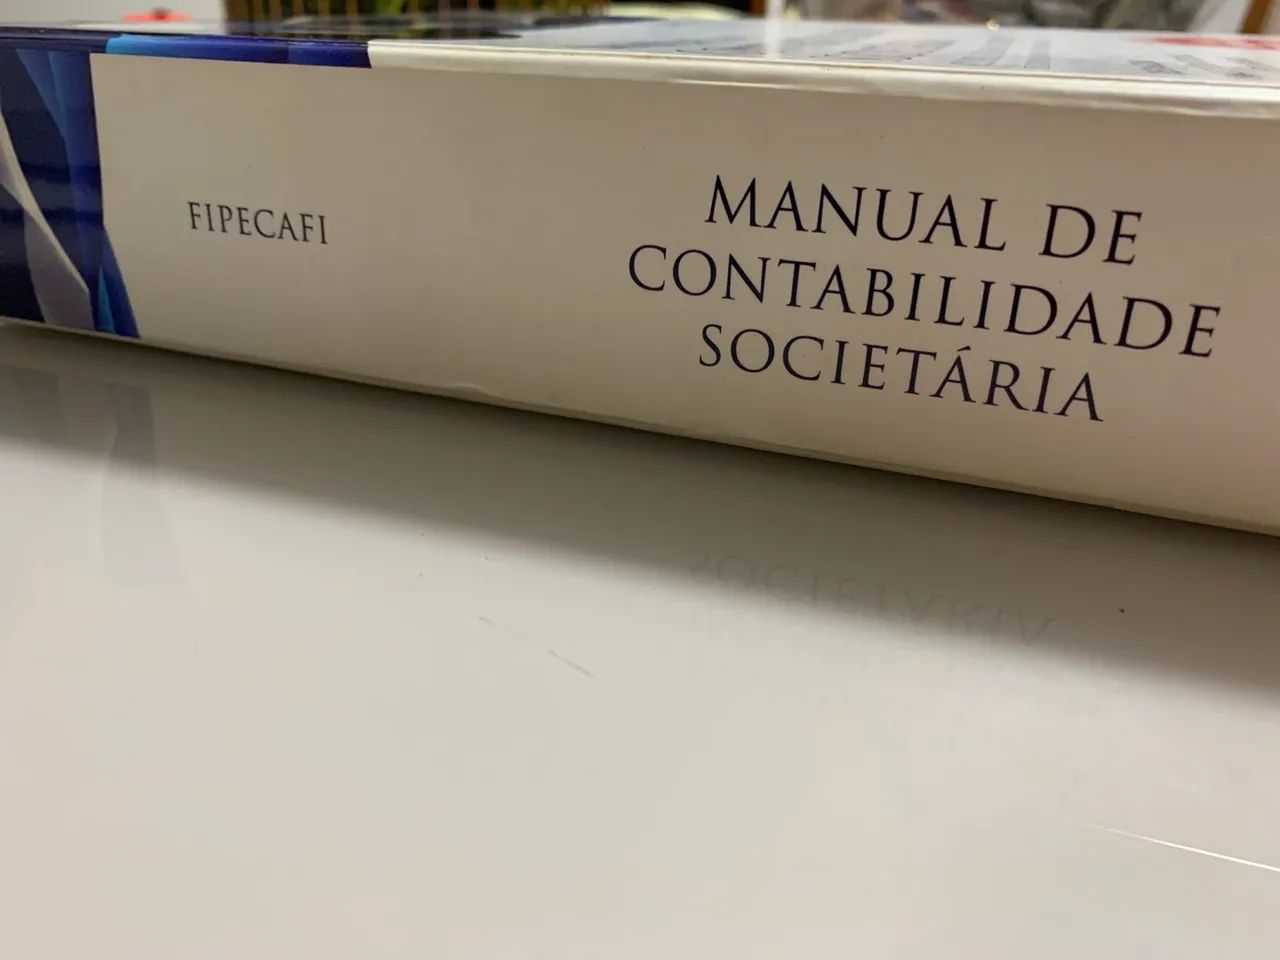 FIPECAFI
MANUAL DE
CONTABILIDADE
SOCIETÁRIA